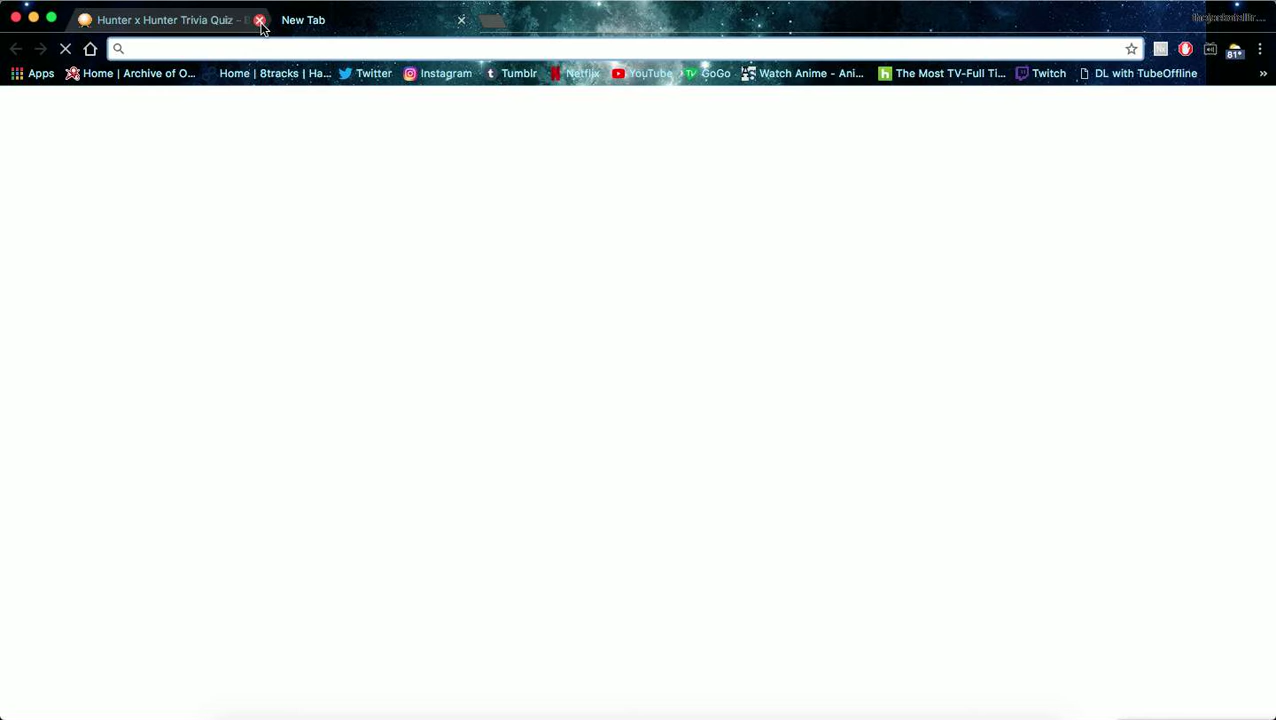 Hunter x Hunter Trivia Quiz - New Tab
Apps Home | Archive of O... Home | 8tracks | Ha... Twitter Instagram Tumblr Netflix YouTube GoGo Watch Anime - Ani... The Most TV-Full Ti... Twitch DL with TubeOffline »
81°